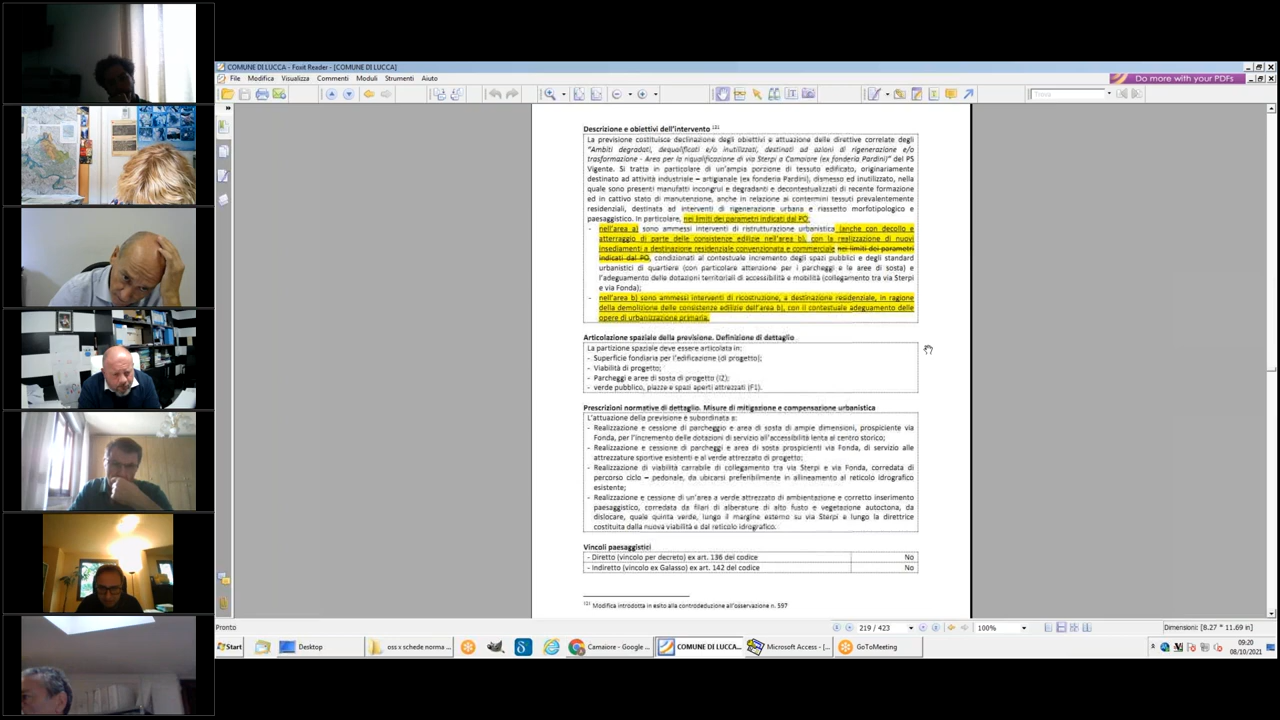 COMUNE DI LUCCA - Foxit Reader - [COMUNE DI LUCCA]
File Modifica Visualizza Commenti Moduli Strumenti Aiuto
Do more with your PDFs
Trova
Descrizione e obiettivi dell'intervento 121
La previsione costituisce declinazione degli obiettivi e attuazione delle direttive correlate degli
"Ambiti degradati, dequalificati e/o inutilizzati, destinati ad azioni di rigenerazione e/o
trasformazione - Area per la riqualificazione di via Sterpi a Camaiore (ex fonderia Pardini)" del PS
Vigente. Si tratta in particolare di un'ampia porzione di tessuto edificato, originariamente
destinato ad attività industriale – artigianale (ex fonderia Pardini), dismesso ed inutilizzato, nella
quale sono presenti manufatti incongrui e degradanti e decontestualizzati di recente formazione
ed in cattivo stato di manutenzione, anche in relazione ai contermini tessuti prevalentemente
residenziali, destinata ad interventi di rigenerazione urbana e riassetto morfotipologico e
paesaggistico. In particolare, nei limiti dei parametri indicati dal PO:
- nell'area a) sono ammessi interventi di ristrutturazione urbanistica (anche con decollo e
atterraggio di parte delle consistenze edilizie nell'area b), con la realizzazione di nuovi
insediamenti a destinazione residenziale convenzionata e commerciale nei limiti dei parametri
indicati dal PO, condizionati al contestuale incremento degli spazi pubblici e degli standard
urbanistici di quartiere (con particolare attenzione per i parcheggi e le aree di sosta) e
l'adeguamento delle dotazioni territoriali di accessibilità e mobilità (collegamento tra via Sterpi
e via Fonda);
- nell'area b) sono ammessi interventi di ricostruzione, a destinazione residenziale, in ragione
della demolizione delle consistenze edilizie dell'area b), con il contestuale adeguamento delle
opere di urbanizzazione primaria.
Articolazione spaziale della previsione. Definizione di dettaglio
La partizione spaziale deve essere articolata in:
- Superficie fondiaria per l'edificazione (di progetto);
- Viabilità di progetto;
- Parcheggi e aree di sosta di progetto (I2);
- verde pubblico, piazze e spazi aperti attrezzati (F1).
Prescrizioni normative di dettaglio. Misure di mitigazione e compensazione urbanistica
L'attuazione della previsione è subordinata a:
- Realizzazione e cessione di parcheggio e area di sosta di ampie dimensioni, prospiciente via
Fonda, per l'incremento delle dotazioni di servizio all'accessibilità lenta al centro storico;
- Realizzazione e cessione di parcheggi e area di sosta prospicienti via Fonda, di servizio alle
attrezzature sportive esistenti e al verde attrezzato di progetto;
- Realizzazione di viabilità carrabile di collegamento tra via Sterpi e via Fonda, corredata di
percorso ciclo – pedonale, da ubicarsi preferibilmente in allineamento al reticolo idrografico
esistente;
- Realizzazione e cessione di un'area a verde attrezzato di ambientazione e corretto inserimento
paesaggistico, corredata da filari di alberature di alto fusto e vegetazione autoctona, da
dislocare, quale quinta verde, lungo il margine esterno su via Sterpi e lungo la direttrice
costituita dalla nuova viabilità e dal reticolo idrografico.
Vincoli paesaggistici
- Diretto (vincolo per decreto) ex art. 136 del codice No
- Indiretto (vincolo ex Galasso) ex art. 142 del codice No
121 Modifica introdotta in esito alla controdeduzione all'osservazione n. 597
Pronto 219 / 423 100% Dimensioni: [8.27 * 11.69 in]
Start Desktop oss x schede norma ... Camaiore - Google ... COMUNE DI LUCCA... Microsoft Access - [... GoToMeeting
09:20
08/10/2021